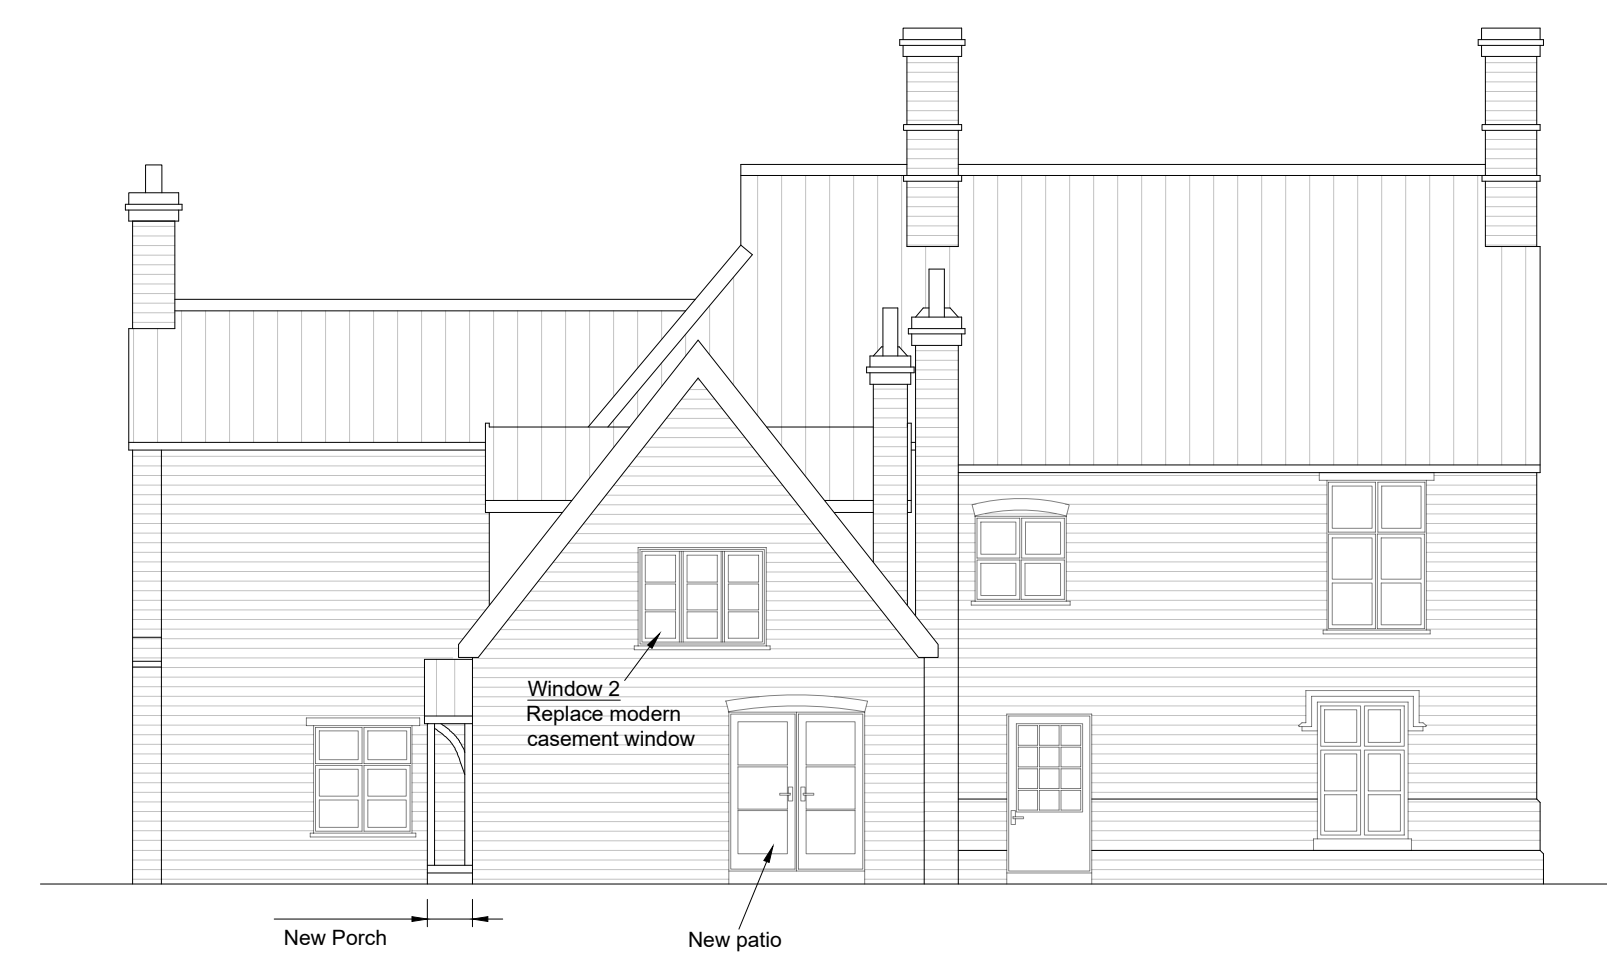 Window 2
Replace modern
casement window
New Porch
New patio